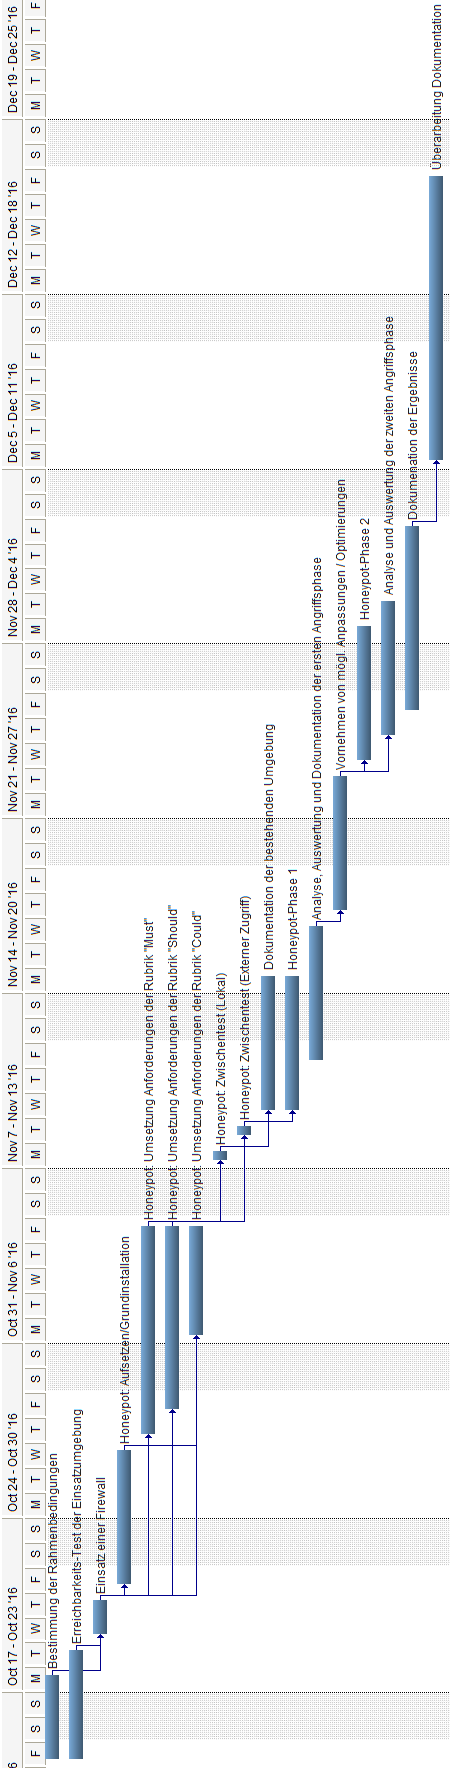 6
Oct 17 - Oct 23 '16
Oct 24 - Oct 30 '16
Oct 31 - Nov 6 '16
Nov 7 - Nov 13 '16
Nov 14 - Nov 20 '16
Nov 21 - Nov 27 '16
Nov 28 - Dec 4 '16
Dec 5 - Dec 11 '16
Dec 12 - Dec 18 '16
Dec 19 - Dec 25 '16
F S S M T W T F S S M T W T F S S M T W T F S S M T W T F S S M T W T F S S M T W T F S S M T W T F S S M T W T F S S M T W T F S S M T W T F
Bestimmung der Rahmenbedingungen
Erreichbarkeits-Test der Einsatzumgebung
Einsatz einer Firewall
Honeypot: Aufsetzen/Grundinstallation
Honeypot: Umsetzung Anforderungen der Rubrik "Must"
Honeypot: Umsetzung Anforderungen der Rubrik "Should"
Honeypot: Umsetzung Anforderungen der Rubrik "Could"
Honeypot: Zwischentest (Lokal)
Honeypot: Zwischentest (Externer Zugriff)
Dokumentation der bestehenden Umgebung
Honeypot-Phase 1
Analyse, Auswertung und Dokumentation der ersten Angriffsphase
Vornehmen von mögl. Anpassungen / Optimierungen
Honeypot-Phase 2
Analyse und Auswertung der zweiten Angriffsphase
Dokumenation der Ergebnisse
Überarbeitung Dokumentation